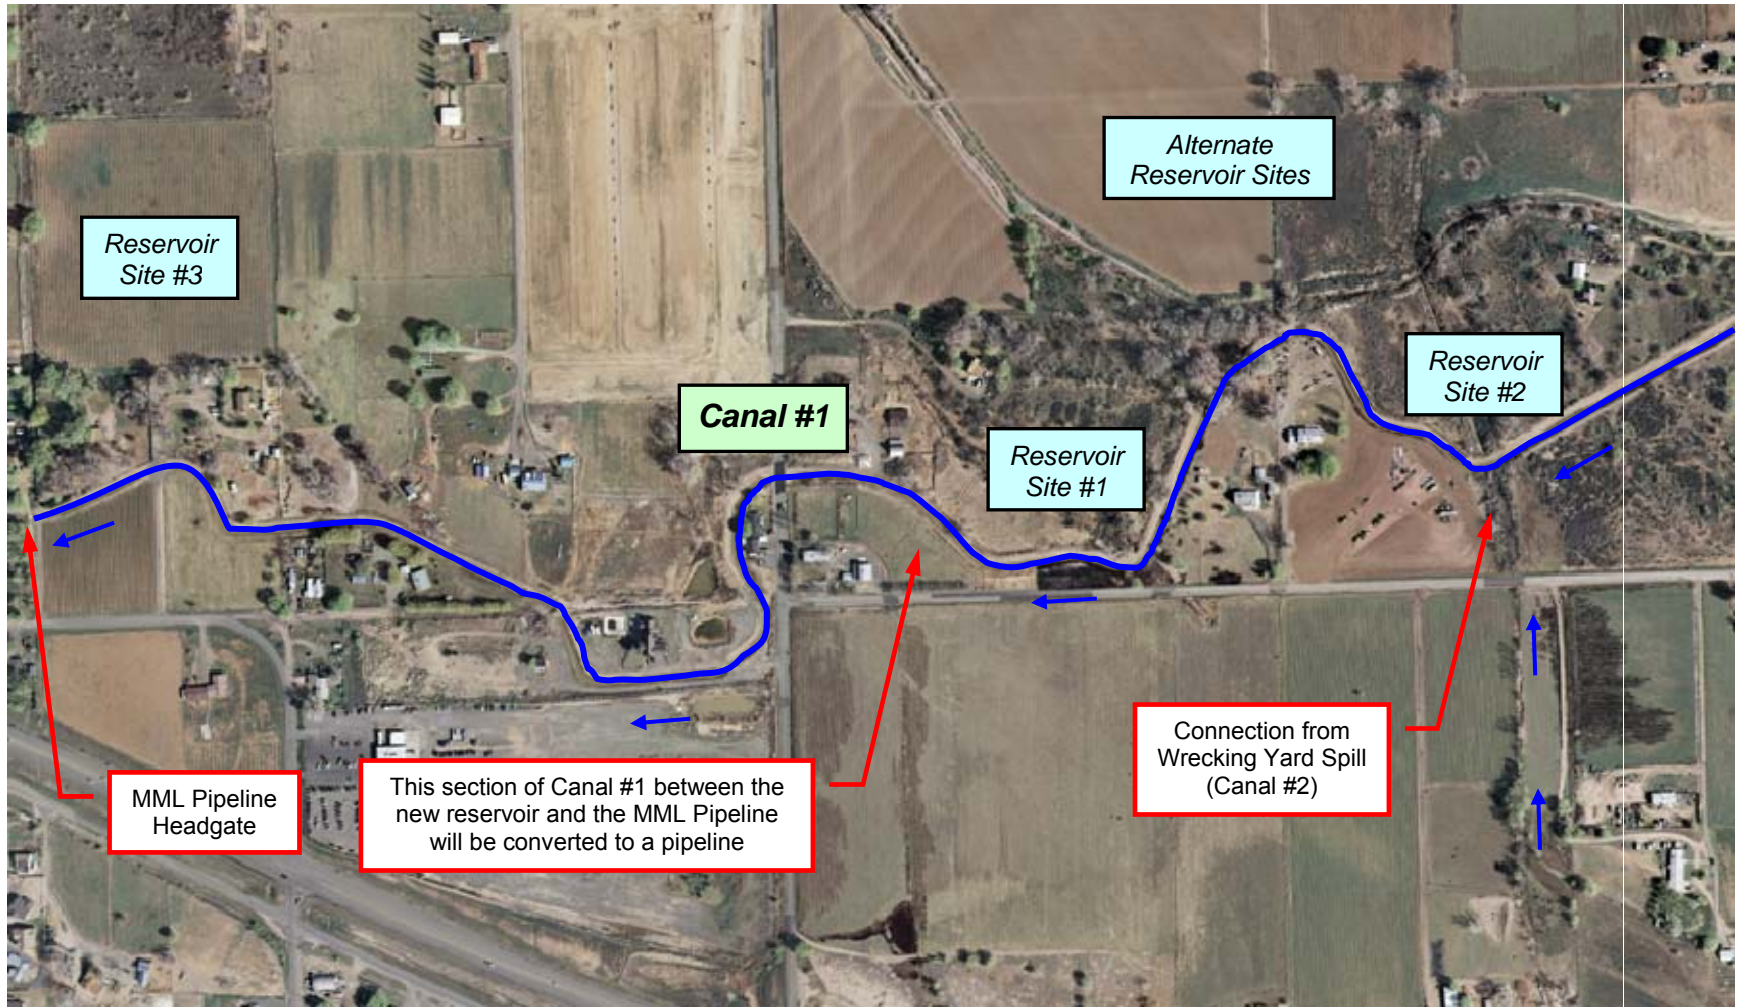 Alternate
Reservoir Sites
Reservoir
Site #3
Reservoir
Site #2
Canal #1
Reservoir
Site #1
MML Pipeline
Headgate
This section of Canal #1 between the
new reservoir and the MML Pipeline
will be converted to a pipeline
Connection from
Wrecking Yard Spill
(Canal #2)